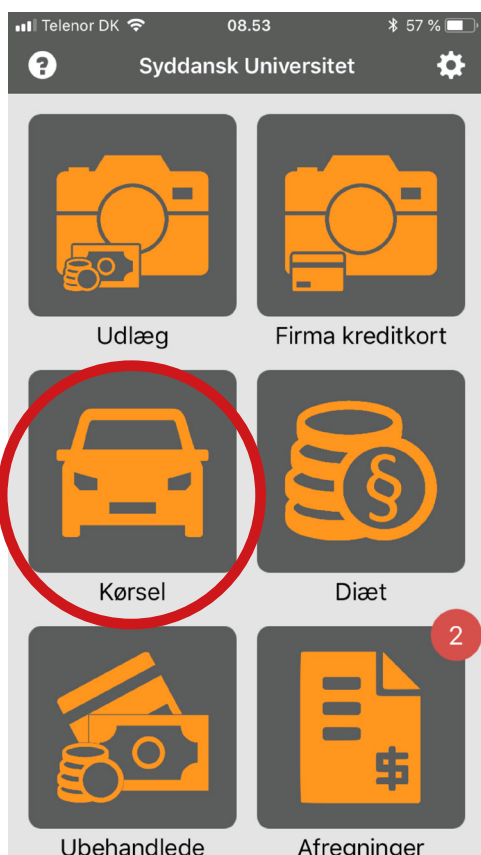 Telenor DK 08.53 57 %
? Syddansk Universitet
Udlæg Firma kreditkort
§
Kørsel Diæt
2
$
Ubehandlede Afregninger